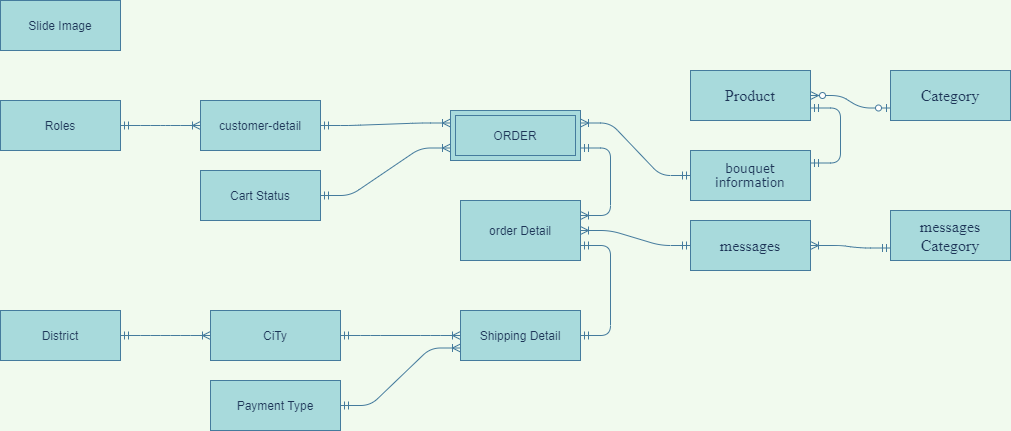 Slide Image
Roles
customer-detail
Cart Status
ORDER
order Detail
Product
Category
bouquet
information
messages
messages
Category
District
CiTy
Shipping Detail
Payment Type